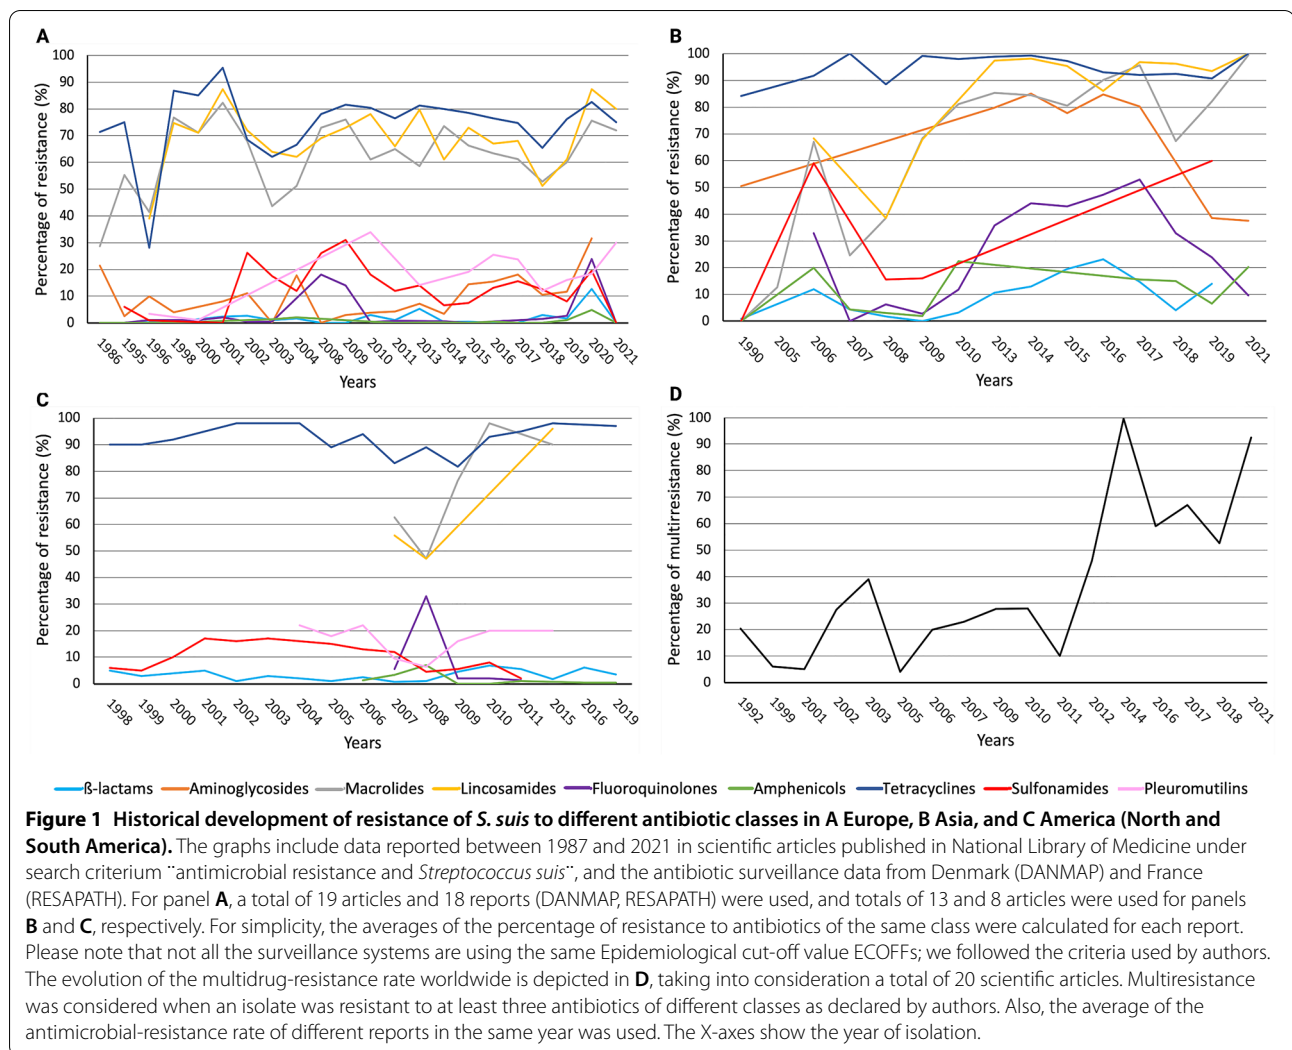 A
Percentage of resistance (%)
100
90
80
70
60
50
40
30
20
10
0
1986 1995 1996 1998 2000 2001 2002 2003 2004 2005 2008 2009 2010 2011 2012 2013 2014 2015 2016 2017 2018 2019 2020 2021
Years
B
Percentage of resistance (%)
100
90
80
70
60
50
40
30
20
10
0
1990 2005 2006 2007 2008 2009 2010 2013 2014 2015 2016 2017 2018 2019 2021
Years
C
Percentage of resistance (%)
100
90
80
70
60
50
40
30
20
10
0
1998 1999 2000 2001 2002 2003 2004 2005 2006 2007 2008 2009 2010 2011 2015 2016 2019
Years
D
Percentage of multirresistance (%)
100
90
80
70
60
50
40
30
20
10
0
1992 1999 2001 2002 2003 2005 2006 2007 2009 2010 2011 2012 2014 2016 2017 2018 2021
Years
ß-lactams Aminoglycosides Macrolides Lincosamides Fluoroquinolones Amphenicols Tetracyclines Sulfonamides Pleuromutilins
Figure 1 Historical development of resistance of S. suis to different antibiotic classes in A Europe, B Asia, and C America (North and
South America). The graphs include data reported between 1987 and 2021 in scientific articles published in National Library of Medicine under
search criterium ¨antimicrobial resistance and Streptococcus suis¨, and the antibiotic surveillance data from Denmark (DANMAP) and France
(RESAPATH). For panel A, a total of 19 articles and 18 reports (DANMAP, RESAPATH) were used, and totals of 13 and 8 articles were used for panels
B and C, respectively. For simplicity, the averages of the percentage of resistance to antibiotics of the same class were calculated for each report.
Please note that not all the surveillance systems are using the same Epidemiological cut-off value ECOFFs; we followed the criteria used by authors.
The evolution of the multidrug-resistance rate worldwide is depicted in D, taking into consideration a total of 20 scientific articles. Multiresistance
was considered when an isolate was resistant to at least three antibiotics of different classes as declared by authors. Also, the average of the
antimicrobial-resistance rate of different reports in the same year was used. The X-axes show the year of isolation.